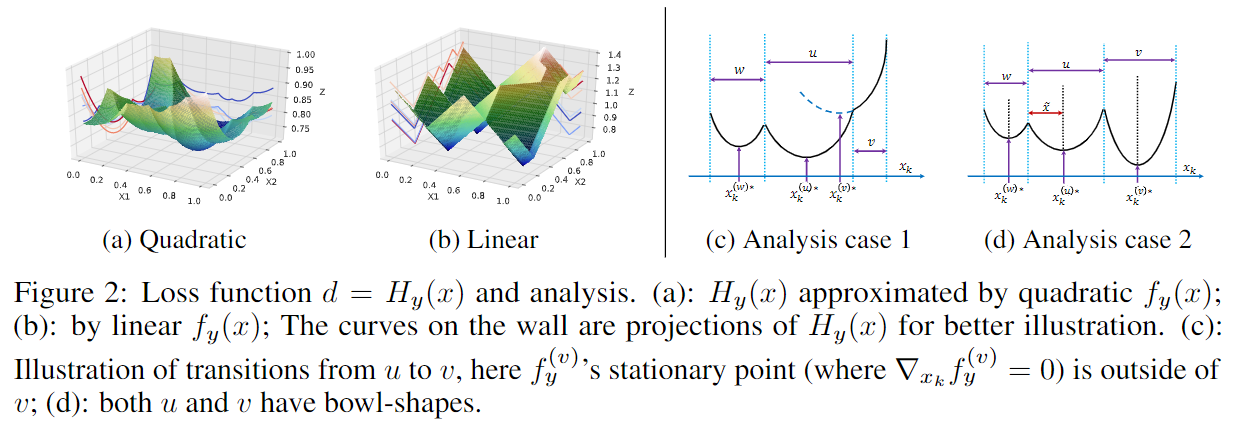 1.00
0.95
0.90
0.85
0.80
0.75
Z
0.0
0.2
0.4
0.6
0.8
1.0
X1
0.0
0.2
0.4
0.6
0.8
1.0
X2
1.4
1.3
1.2
1.1
1.0
0.9
0.8
Z
0.0
0.2
0.4
0.6
0.8
1.0
X1
0.0
0.2
0.4
0.6
0.8
1.0
X2
w
u
v
x_k
x_k^{(w)*}
x_k^{(u)*}
x_k^{(v)*}
w
u
v
x̃
x_k
x_k^{(w)*}
x_k^{(u)*}
x_k^{(v)*}
(a) Quadratic
(b) Linear
(c) Analysis case 1
(d) Analysis case 2
Figure 2: Loss function d = H_y(x) and analysis. (a): H_y(x) approximated by quadratic f_y(x);
(b): by linear f_y(x); The curves on the wall are projections of H_y(x) for better illustration. (c):
Illustration of transitions from u to v, here f_y^{(v)}'s stationary point (where ∇_{x_k} f_y^{(v)} = 0) is outside of
v; (d): both u and v have bowl-shapes.